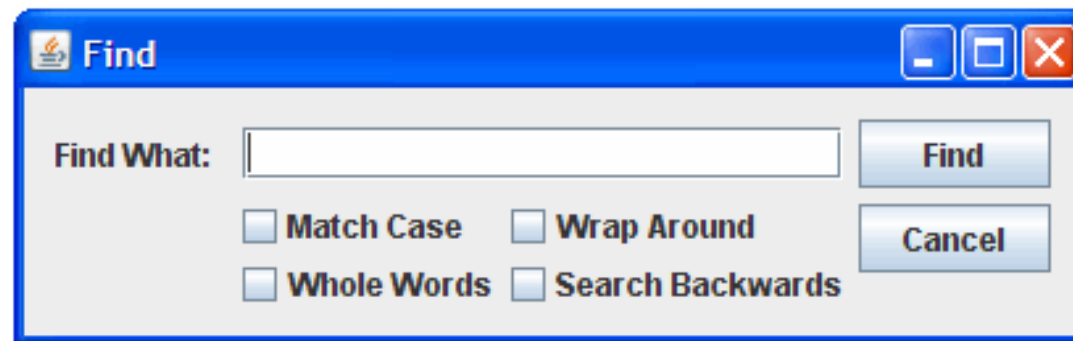 Find
Find What: Find
Match Case Wrap Around Cancel
Whole Words Search Backwards